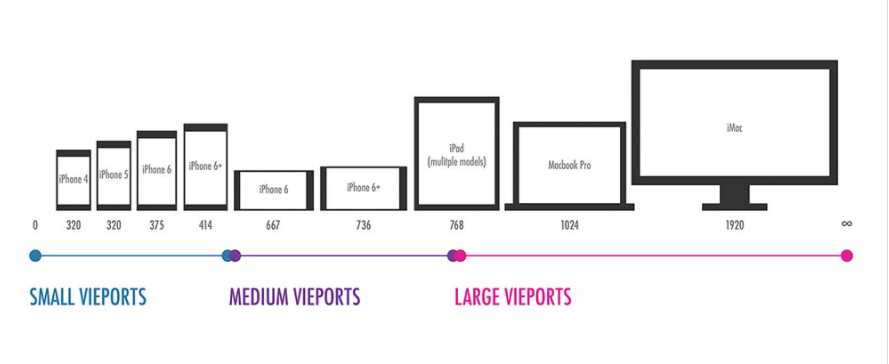 iPhone 4
iPhone 5
iPhone 6
iPhone 6+
iPhone 6
iPhone 6+
iPad
(mulitple models)
Macbook Pro
iMac
0 320 320 375 414 667 736 768 1024 1920 ∞
SMALL VIEPORTS MEDIUM VIEPORTS LARGE VIEPORTS